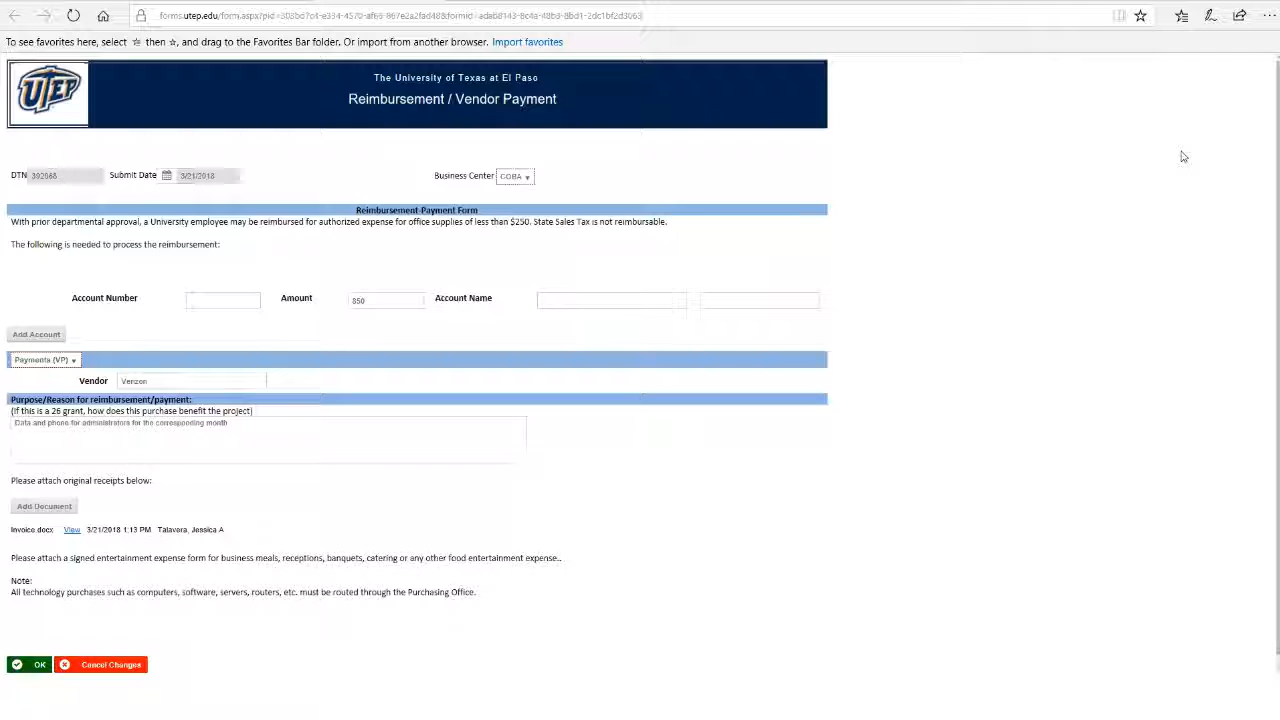 To see favorites here, select ☆ then ☆, and drag to the Favorites Bar folder. Or import from another browser. Import favorites
UTEP
The University of Texas at El Paso
Reimbursement / Vendor Payment
DTN 392668 Submit Date 3/21/2018 Business Center COBA
Reimbursement-Payment Form
With prior departmental approval, a University employee may be reimbursed for authorized expense for office supplies of less than $250. State Sales Tax is not reimbursable.
The following is needed to process the reimbursement:
Account Number Amount 850 Account Name
Add Account
Payments (VP)
Vendor Verizon
Purpose/Reason for reimbursement/payment:
(If this is a 26 grant, how does this purchase benefit the project)
Data and phone for administrators for the corresponding month
Please attach original receipts below:
Add Document
Invoice.docx View 3/21/2018 1:13 PM Talavera, Jessica A
Please attach a signed entertainment expense form for business meals, receptions, banquets, catering or any other food entertainment expense..
Note:
All technology purchases such as computers, software, servers, routers, etc. must be routed through the Purchasing Office.
OK Cancel Changes